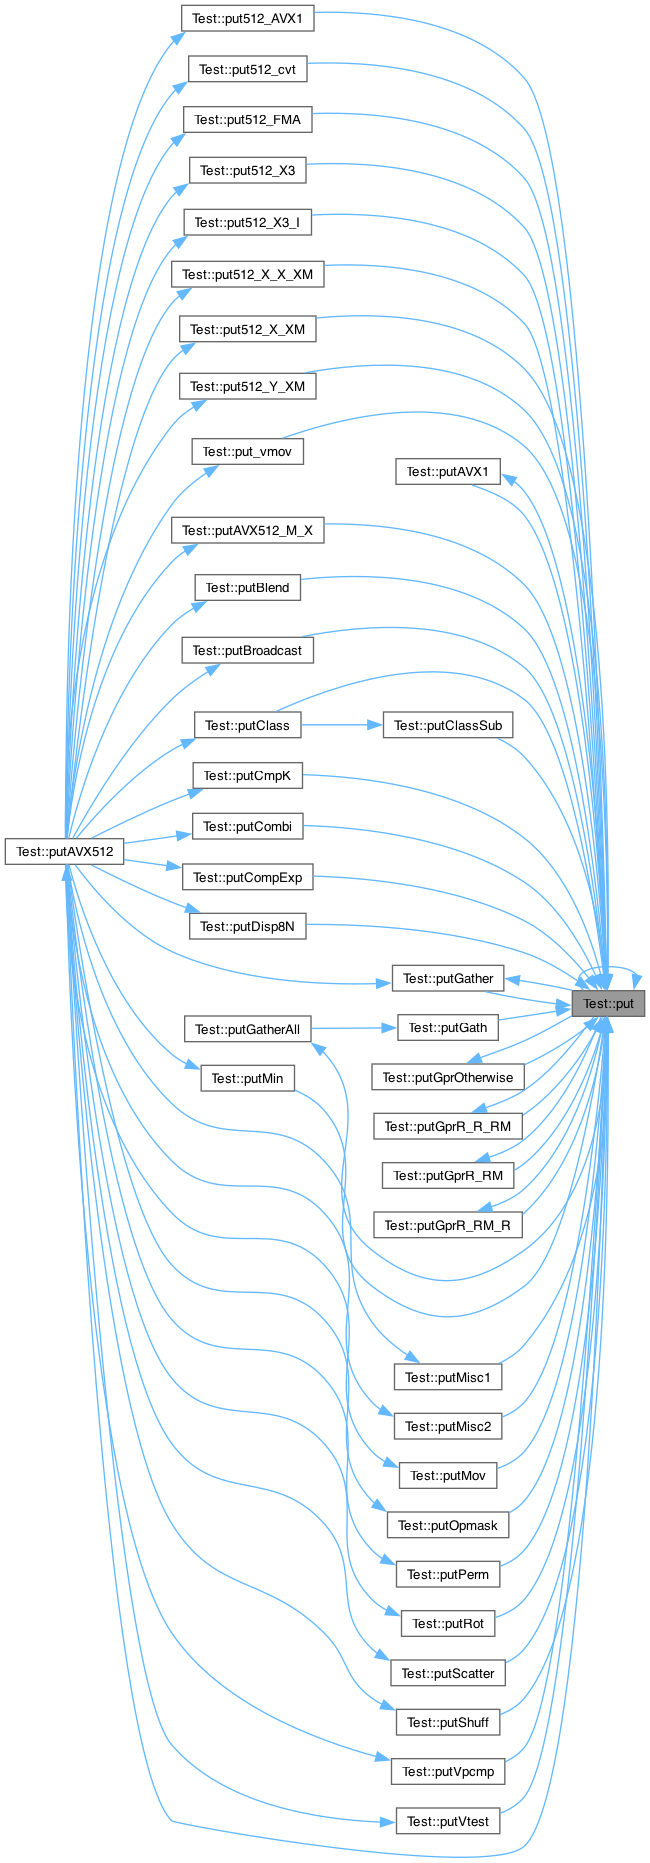 Test::put512_AVX1
Test::put512_cvt
Test::put512_FMA
Test::put512_X3
Test::put512_X3_I
Test::put512_X_X_XM
Test::put512_X_XM
Test::put512_Y_XM
Test::put_vmov
Test::putAVX1
Test::putAVX512_M_X
Test::putBlend
Test::putBroadcast
Test::putClass
Test::putClassSub
Test::putCmpK
Test::putCombi
Test::putAVX512
Test::putCompExp
Test::putDisp8N
Test::putGather
Test::put
Test::putGatherAll
Test::putGath
Test::putMin
Test::putGprOtherwise
Test::putGprR_R_RM
Test::putGprR_RM
Test::putGprR_RM_R
Test::putMisc1
Test::putMisc2
Test::putMov
Test::putOpmask
Test::putPerm
Test::putRot
Test::putScatter
Test::putShuff
Test::putVpcmp
Test::putVtest